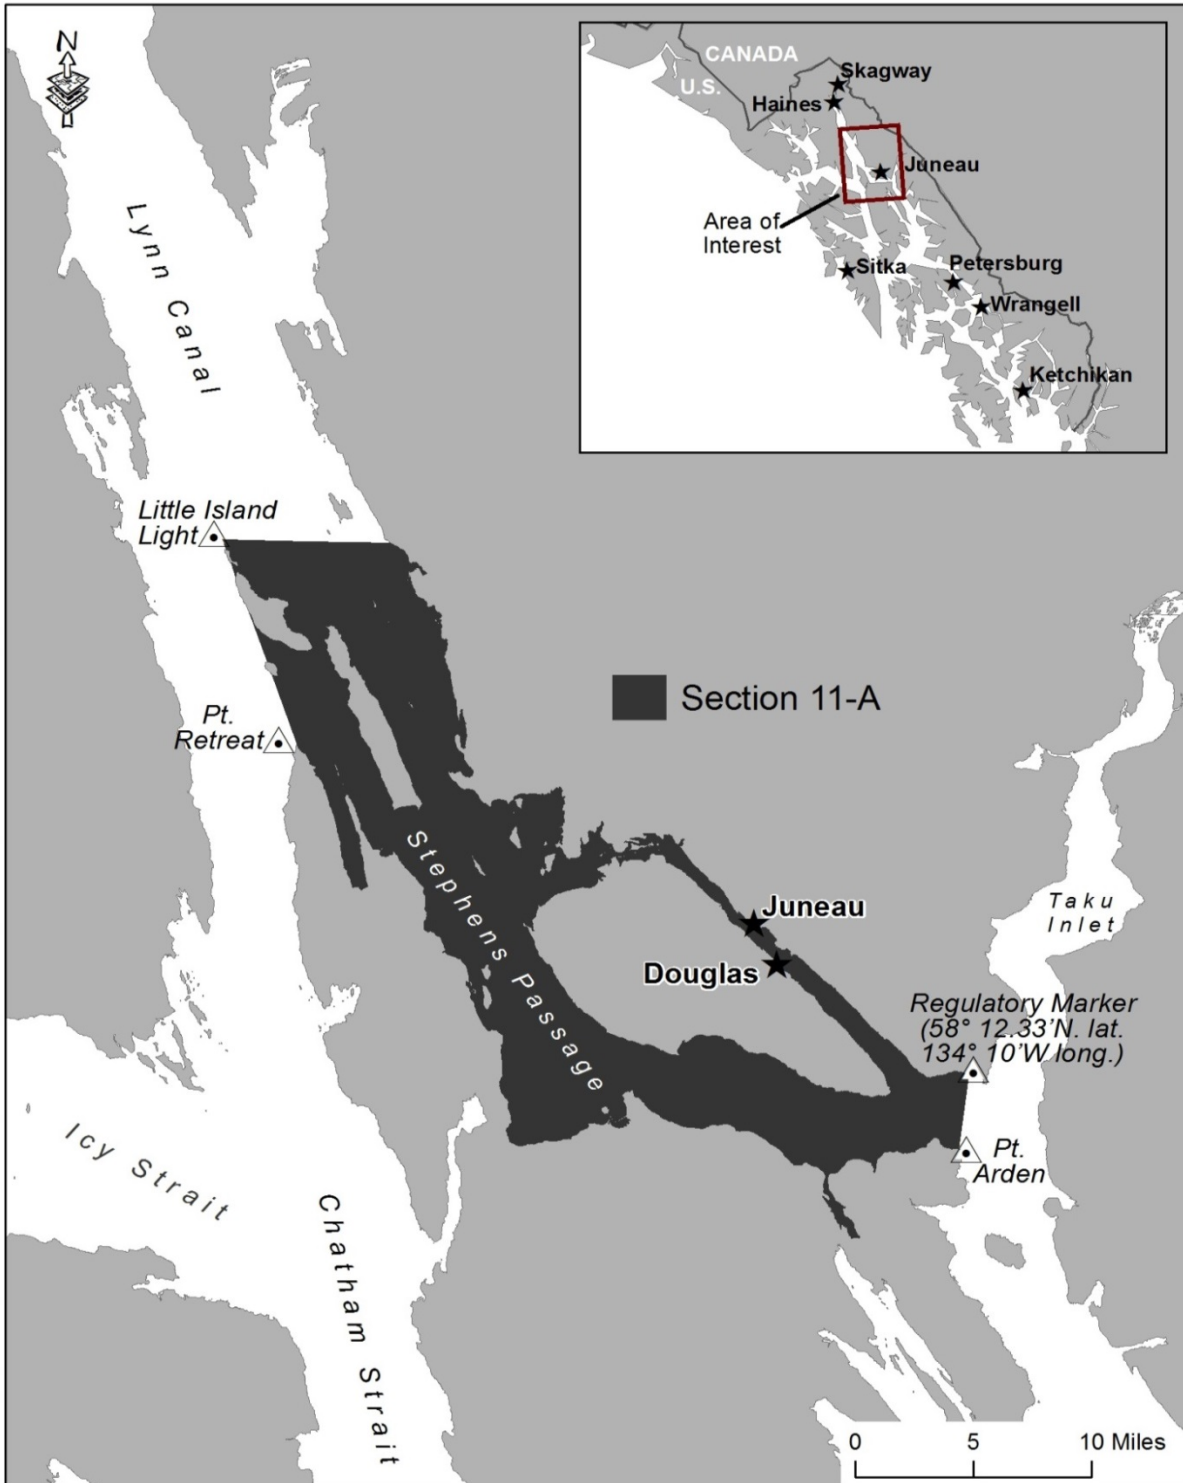 N
CANADA
U.S.
Skagway
Haines
Juneau
Area of
Interest
Sitka
Petersburg
Wrangell
Ketchikan
Lynn Canal
Little Island
Light
Section 11-A
Pt.
Retreat
Stephens Passage
Juneau
Douglas
Taku
Inlet
Regulatory Marker
(58° 12.33'N. lat.
134° 10'W long.)
Pt.
Arden
Icy Strait
Chatham Strait
0 5 10 Miles